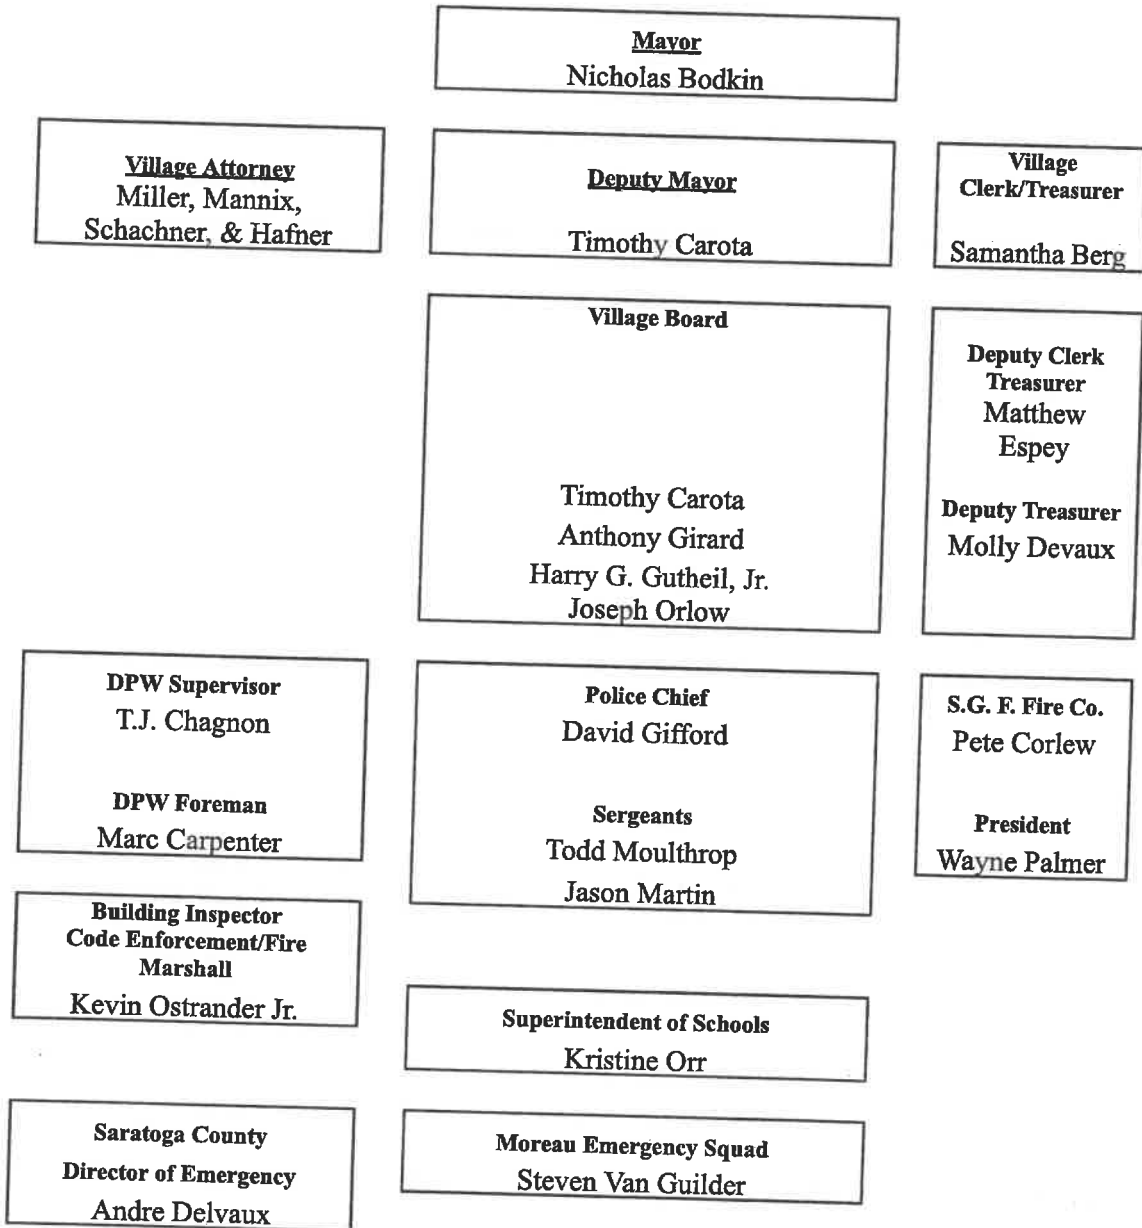 Mayor
Nicholas Bodkin
Village Attorney
Miller, Mannix,
Schachner, & Hafner
Deputy Mayor
Timothy Carota
Village
Clerk/Treasurer
Samantha Berg
Village Board
Timothy Carota
Anthony Girard
Harry G. Gutheil, Jr.
Joseph Orlow
Deputy Clerk
Treasurer
Matthew
Espey
Deputy Treasurer
Molly Devaux
DPW Supervisor
T.J. Chagnon
DPW Foreman
Marc Carpenter
Police Chief
David Gifford
Sergeants
Todd Moulthrop
Jason Martin
S.G. F. Fire Co.
Pete Corlew
President
Wayne Palmer
Building Inspector
Code Enforcement/Fire
Marshall
Kevin Ostrander Jr.
Superintendent of Schools
Kristine Orr
Saratoga County
Director of Emergency
Andre Delvaux
Moreau Emergency Squad
Steven Van Guilder